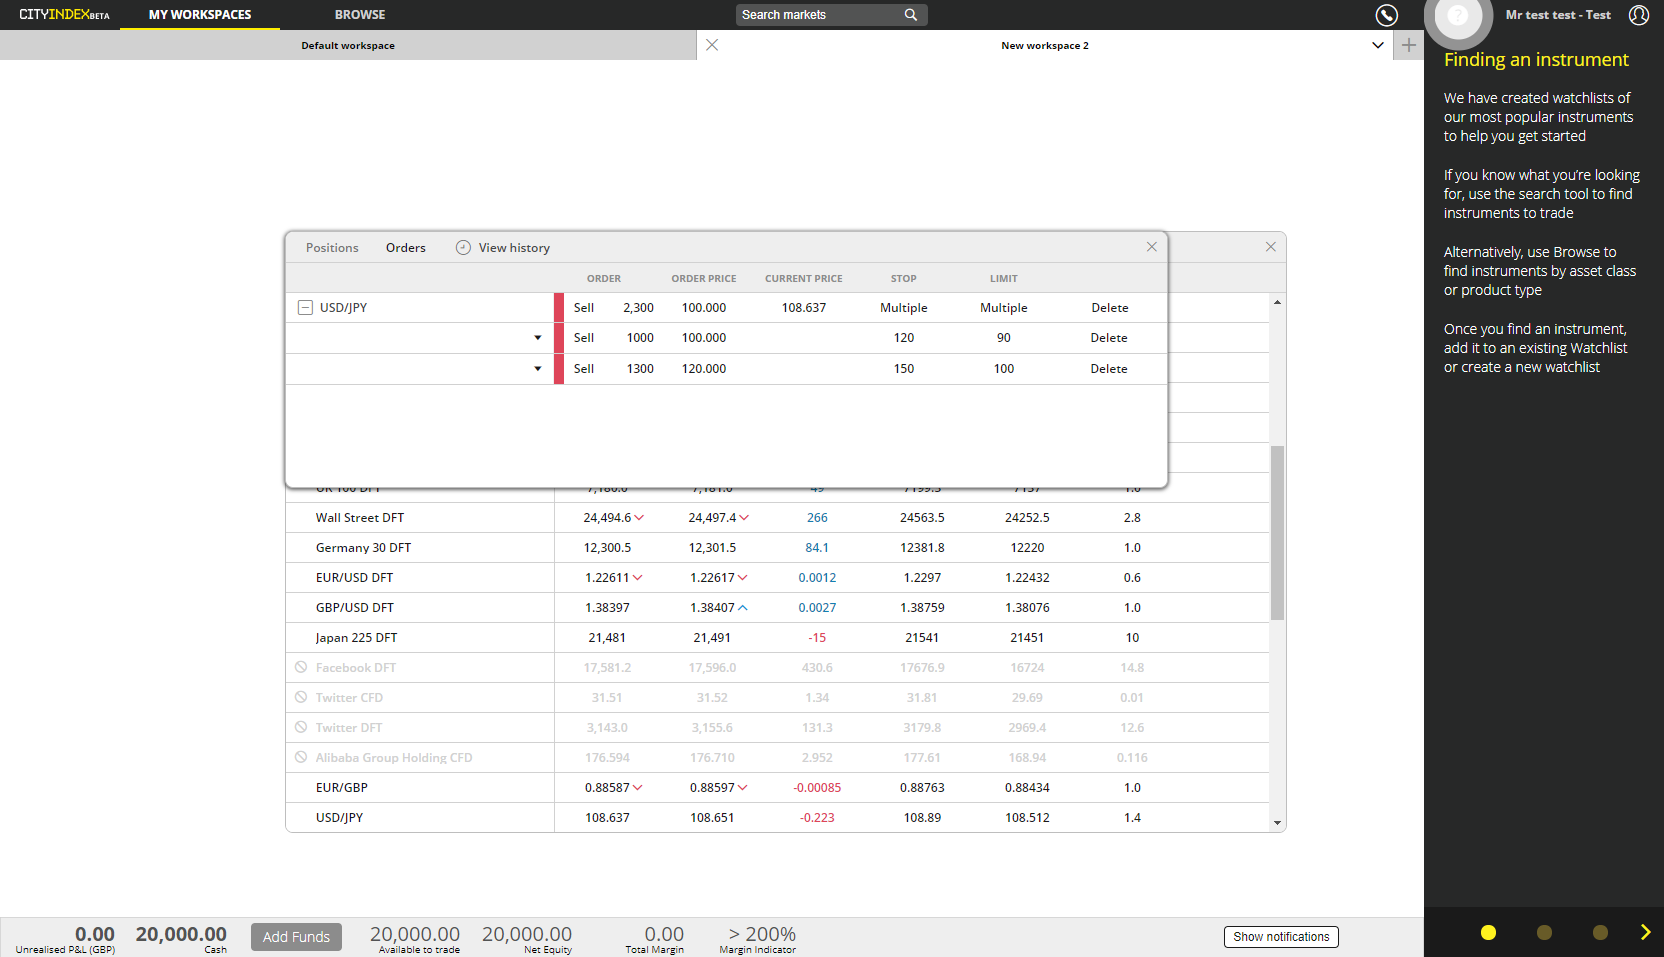 CITYINDEXBETA MY WORKSPACES BROWSE Search markets ? Mr test test - Test
Default workspace New workspace 2
Finding an instrument
We have created watchlists of
our most popular instruments
to help you get started
If you know what you're looking
for, use the search tool to find
instruments to trade
Alternatively, use Browse to
find instruments by asset class
or product type
Once you find an instrument,
add it to an existing Watchlist
or create a new watchlist
Positions Orders View history
ORDER ORDER PRICE CURRENT PRICE STOP LIMIT
USD/JPY Sell 2,300 100.000 108.637 Multiple Multiple Delete
Sell 1000 100.000 120 90 Delete
Sell 1300 120.000 150 100 Delete
UK 100 DFT 7,180.0 7,181.0 49 7199.5 7137 1.0
Wall Street DFT 24,494.6 24,497.4 266 24563.5 24252.5 2.8
Germany 30 DFT 12,300.5 12,301.5 84.1 12381.8 12220 1.0
EUR/USD DFT 1.22611 1.22617 0.0012 1.2297 1.22432 0.6
GBP/USD DFT 1.38397 1.38407 0.0027 1.38759 1.38076 1.0
Japan 225 DFT 21,481 21,491 -15 21541 21451 10
Facebook DFT 17,581.2 17,596.0 430.6 17676.9 16724 14.8
Twitter CFD 31.51 31.52 1.34 31.81 29.69 0.01
Twitter DFT 3,143.0 3,155.6 131.3 3179.8 2969.4 12.6
Alibaba Group Holding CFD 176.594 176.710 2.952 177.61 168.94 0.116
EUR/GBP 0.88587 0.88597 -0.00085 0.88763 0.88434 1.0
USD/JPY 108.637 108.651 -0.223 108.89 108.512 1.4
0.00 20,000.00 Add Funds 20,000.00 20,000.00 0.00 > 200% Show notifications
Unrealised P&L (GBP) Cash Available to trade Net Equity Total Margin Margin Indicator